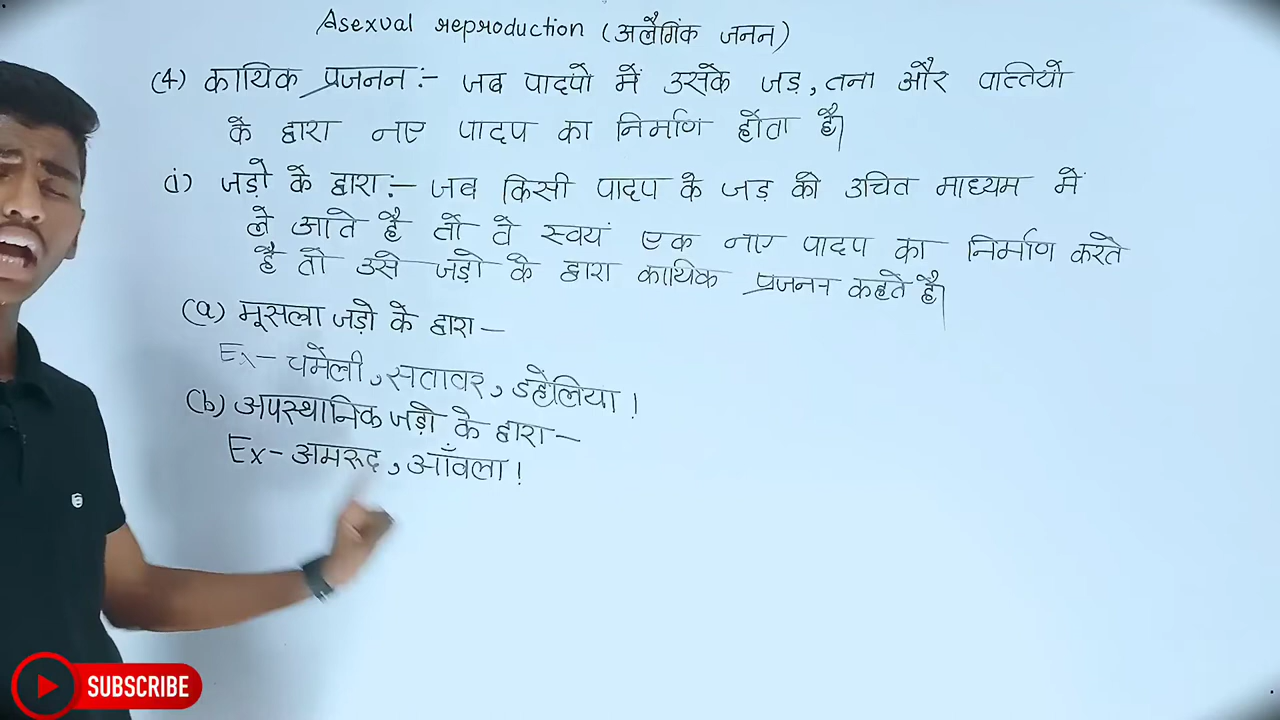 Asexual reproduction (अलैगिंक जनन)
(4) कायिक प्रजनन:- जब पादपो में उसके जड़, तना और पात्तियो
के द्वारा नए पादप का निर्माण होता है।
i) जड़ो के द्वारा:- जब किसी पादप के जड़ को उचित माध्यम में
ले आते है तो वे स्वयं एक नए पादप का निर्माण करते
है तो उसे जड़ो के द्वारा कायिक प्रजनन कहते है।
(a) मूसला जड़ो के द्वारा -
Ex- चमेली, सतावर, डहेलिया!
(b) अपस्थानिक जड़ो के द्वारा -
Ex- अमरूद, आँवला!
SUBSCRIBE